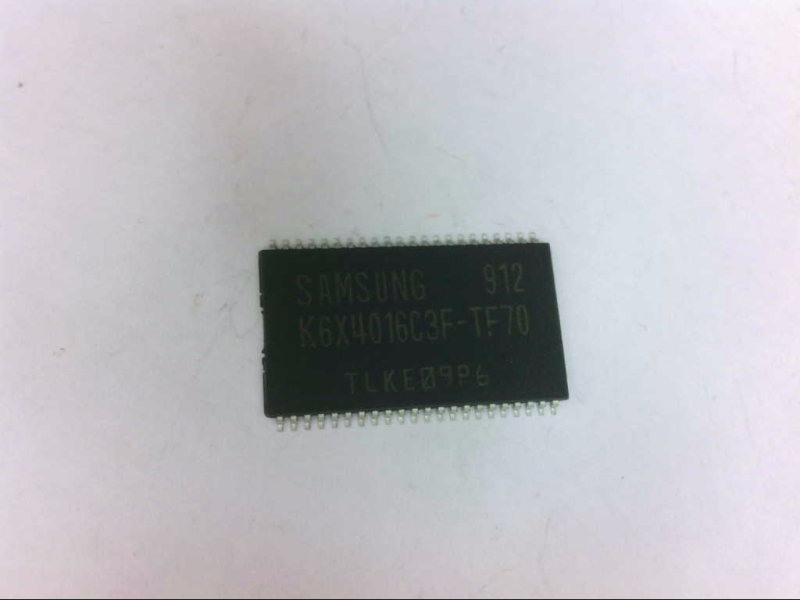 SAMSUNG 912
K6X4016C3F-TF70
TLKE09P6